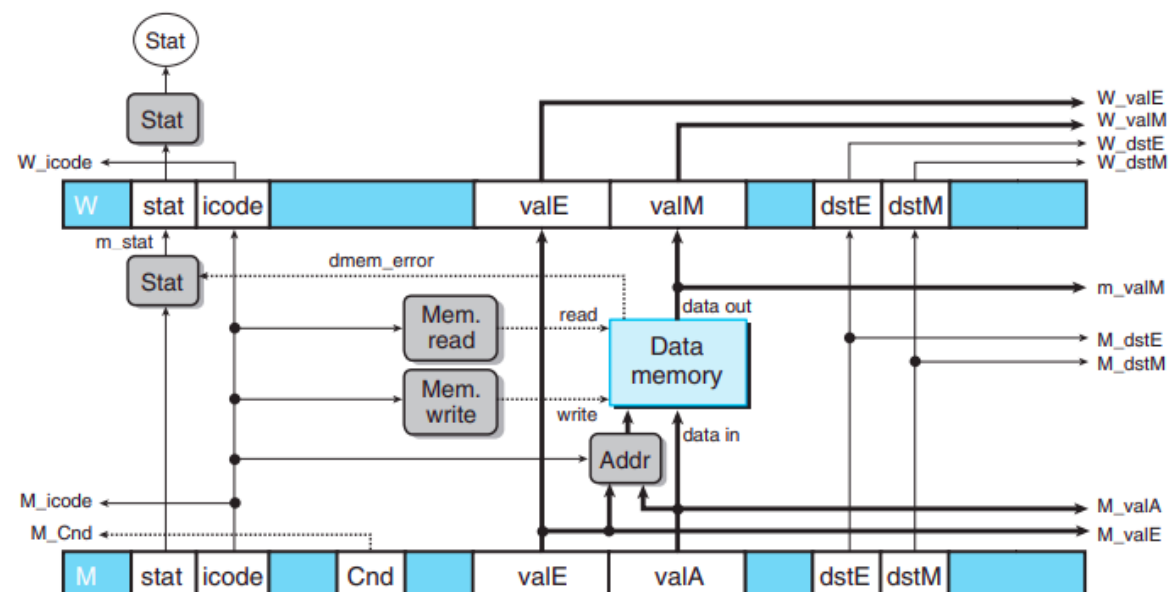 Stat
Stat
W_valE
W_valM
W_dstE
W_dstM
W_icode
W stat icode valE valM dstE dstM
m_stat
dmem_error
Stat
m_valM
data out
Mem. read
read
Data memory
M_dstE
M_dstM
Mem. write
write
data in
Addr
M_icode
M_valA
M_Cnd
M_valE
M stat icode Cnd valE valA dstE dstM